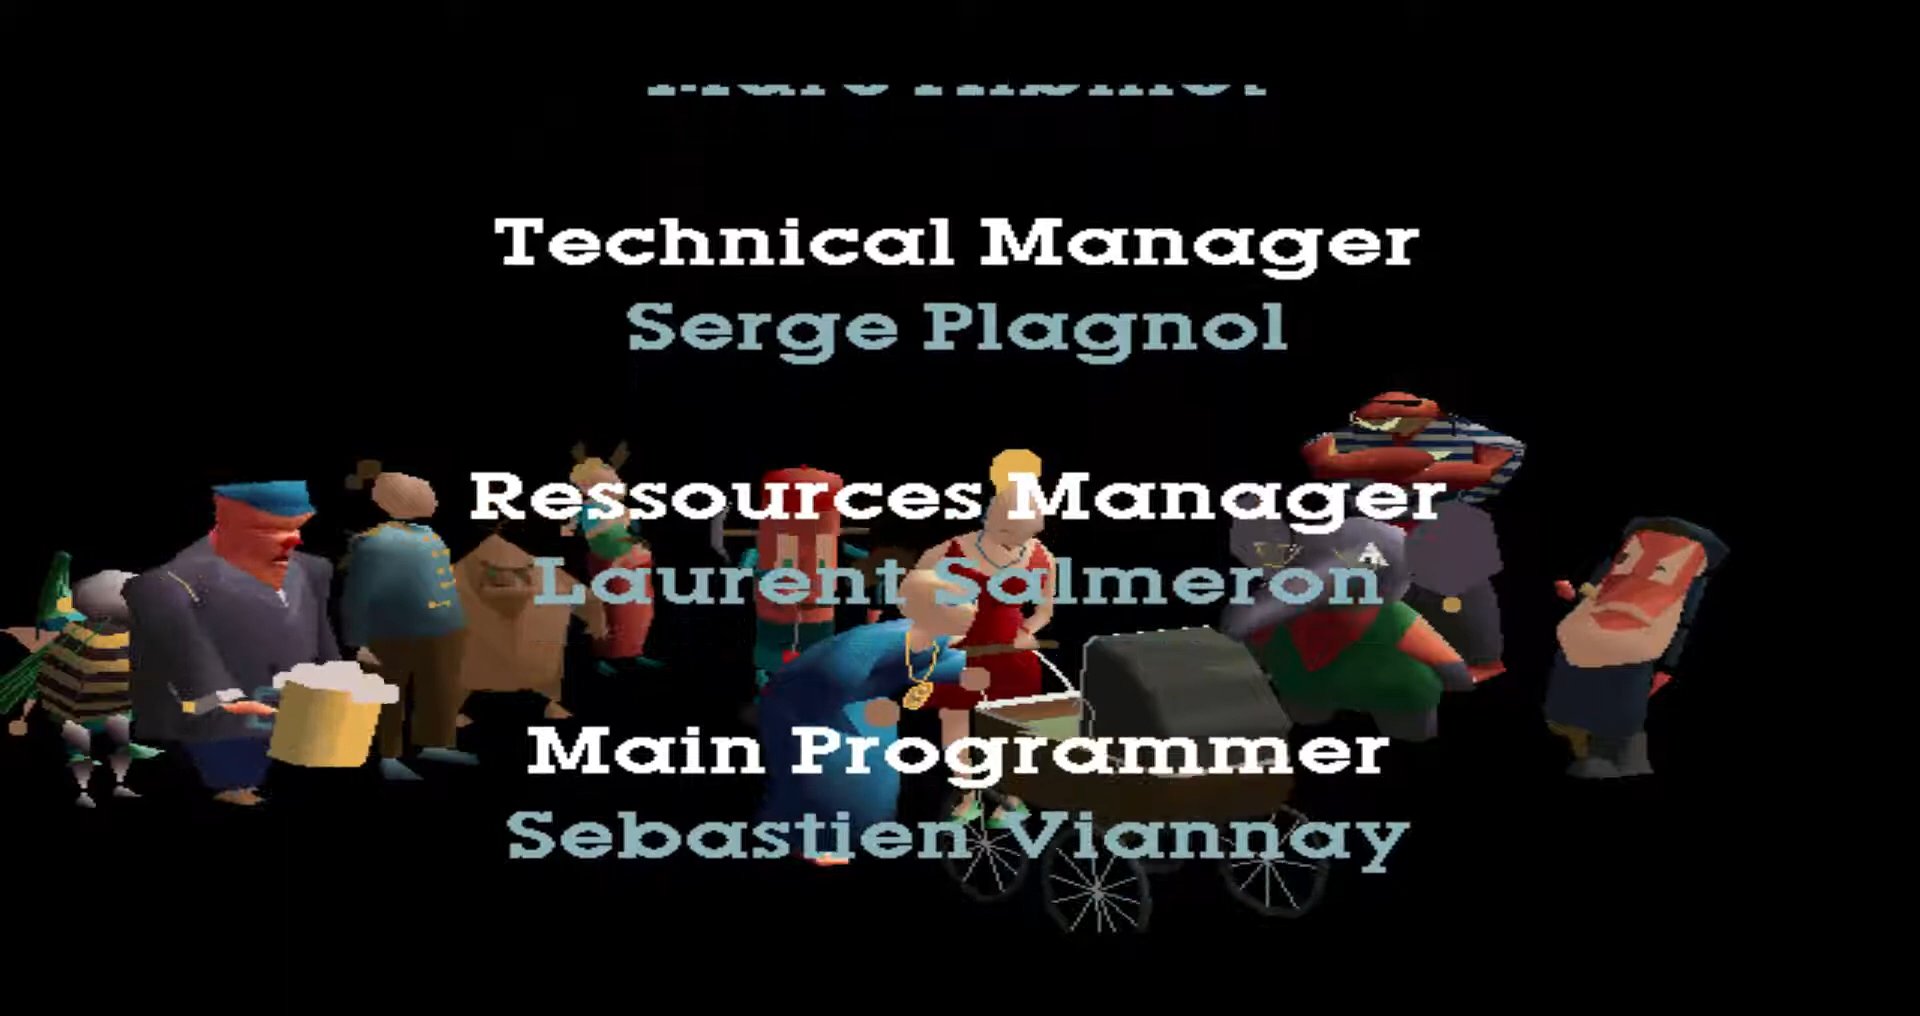 Technical Manager
Serge Plagnol
Ressources Manager
Laurent Salmeron
Main Programmer
Sebastien Viannay